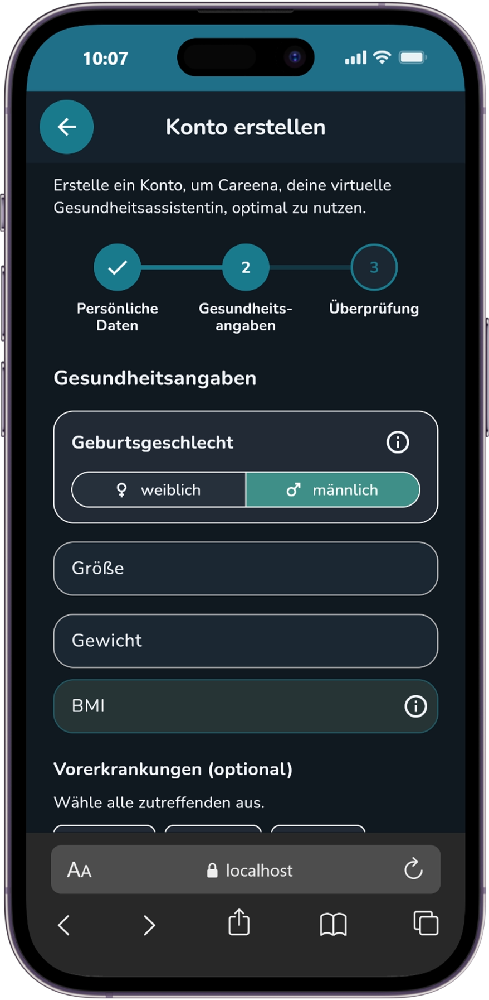 10:07
Konto erstellen
Erstelle ein Konto, um Careena, deine virtuelle
Gesundheitsassistentin, optimal zu nutzen.
2
3
Persönliche
Daten
Gesundheits-
angaben
Überprüfung
Gesundheitsangaben
Geburtsgeschlecht
♀ weiblich
♂ männlich
Größe
Gewicht
BMI
Vorerkrankungen (optional)
Wähle alle zutreffenden aus.
AA
localhost